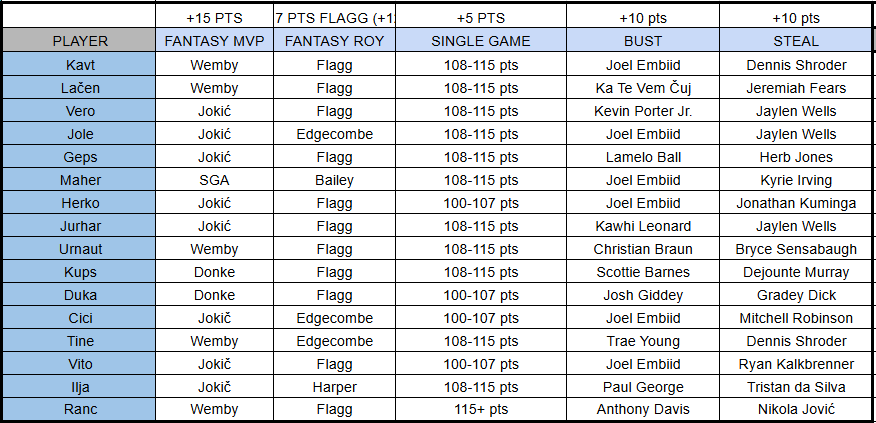 +15 PTS 7 PTS FLAGG (+1 +5 PTS +10 pts +10 pts
PLAYER FANTASY MVP FANTASY ROY SINGLE GAME BUST STEAL
Kavt Wemby Flagg 108-115 pts Joel Embiid Dennis Shroder
Lačen Wemby Flagg 108-115 pts Ka Te Vem Čuj Jeremiah Fears
Vero Jokić Flagg 108-115 pts Kevin Porter Jr. Jaylen Wells
Jole Jokić Edgecombe 108-115 pts Joel Embiid Jaylen Wells
Geps Jokić Flagg 108-115 pts Lamelo Ball Herb Jones
Maher SGA Bailey 108-115 pts Joel Embiid Kyrie Irving
Herko Jokić Flagg 100-107 pts Joel Embiid Jonathan Kuminga
Jurhar Jokić Flagg 108-115 pts Kawhi Leonard Jaylen Wells
Urnaut Wemby Flagg 108-115 pts Christian Braun Bryce Sensabaugh
Kups Donke Flagg 108-115 pts Scottie Barnes Dejounte Murray
Duka Donke Flagg 100-107 pts Josh Giddey Gradey Dick
Cici Jokič Edgecombe 100-107 pts Joel Embiid Mitchell Robinson
Tine Wemby Edgecombe 108-115 pts Trae Young Dennis Shroder
Vito Jokič Flagg 100-107 pts Joel Embiid Ryan Kalkbrenner
Ilja Jokič Harper 108-115 pts Paul George Tristan da Silva
Ranc Wemby Flagg 115+ pts Anthony Davis Nikola Jović